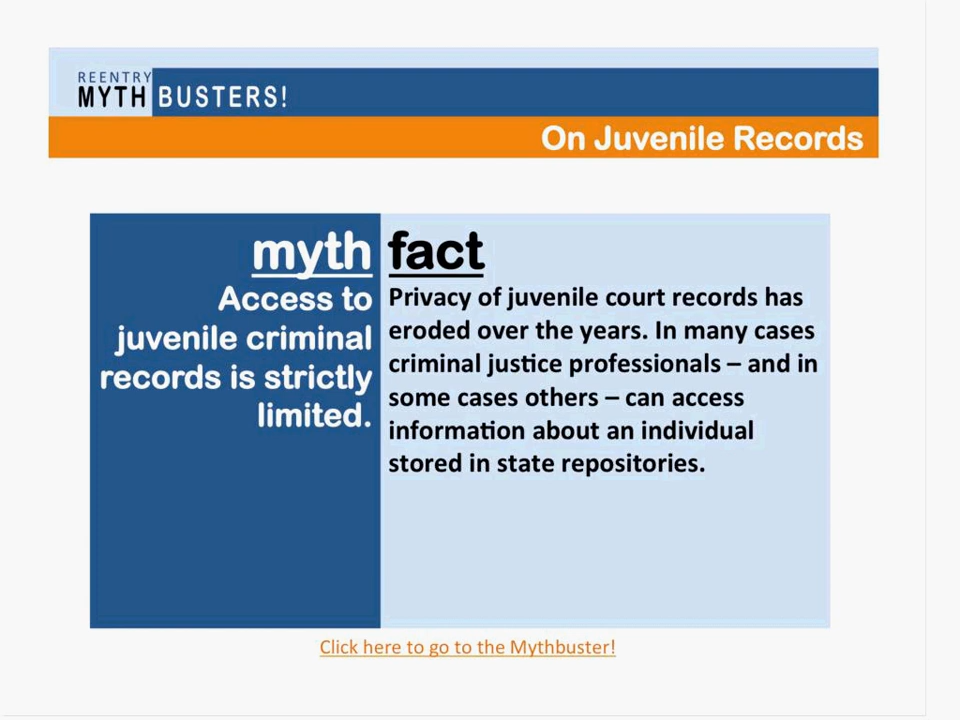 REENTRY
MYTH BUSTERS!
On Juvenile Records
myth
Access to
juvenile criminal
records is strictly
limited.
fact
Privacy of juvenile court records has
eroded over the years. In many cases
criminal justice professionals – and in
some cases others – can access
information about an individual
stored in state repositories.
Click here to go to the Mythbuster!